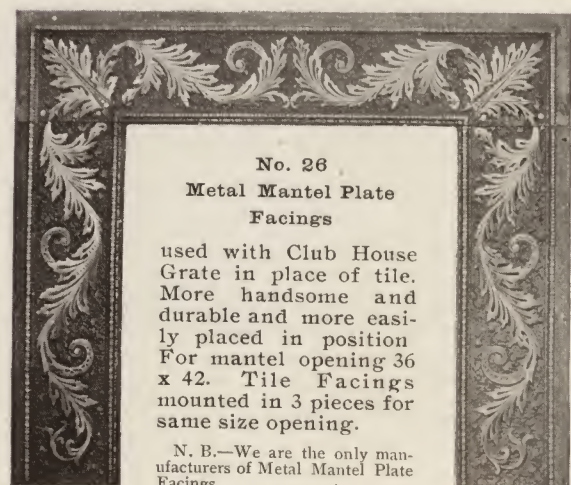 No. 26
Metal Mantel Plate
Facings
used with Club House
Grate in place of tile.
More handsome and
durable and more easi-
ly placed in position
For mantel opening 36
x 42. Tile Facings
mounted in 3 pieces for
same size opening.
N. B.—We are the only man-
ufacturers of Metal Mantel Plate
Facings